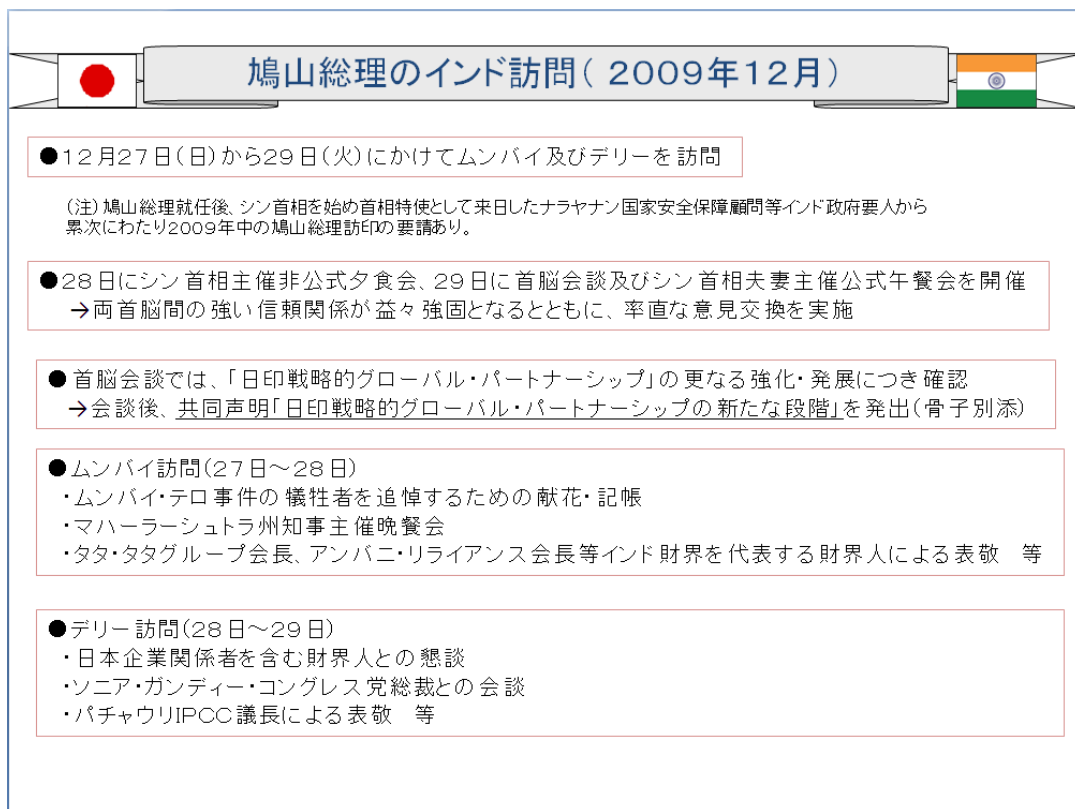 鳩山総理のインド訪問( 2009年12月)
●12月27日(日)から29日(火)にかけてムンバイ及びデリーを訪問
(注)鳩山総理就任後、シン首相を始め首相特使として来日したナラヤナン国家安全保障顧問等インド政府要人から
累次にわたり2009年中の鳩山総理訪印の要請あり。
●28日にシン首相主催非公式夕食会、29日に首脳会談及びシン首相夫妻主催公式午餐会を開催
→両首脳間の強い信頼関係が益々強固となるとともに、率直な意見交換を実施
●首脳会談では、「日印戦略的グローバル・パートナーシップ」の更なる強化・発展につき確認
→会談後、共同声明「日印戦略的グローバル・パートナーシップの新たな段階」を発出(骨子別添)
●ムンバイ訪問(27日～28日)
・ムンバイ・テロ事件の犠牲者を追悼するための献花・記帳
・マハーラーシュトラ州知事主催晩餐会
・タタ・タタグループ会長、アンバニ・リライアンス会長等インド財界を代表する財界人による表敬　等
●デリー訪問(28日～29日)
・日本企業関係者を含む財界人との懇談
・ソニア・ガンディー・コングレス党総裁との会談
・パチャウリIPCC議長による表敬　等